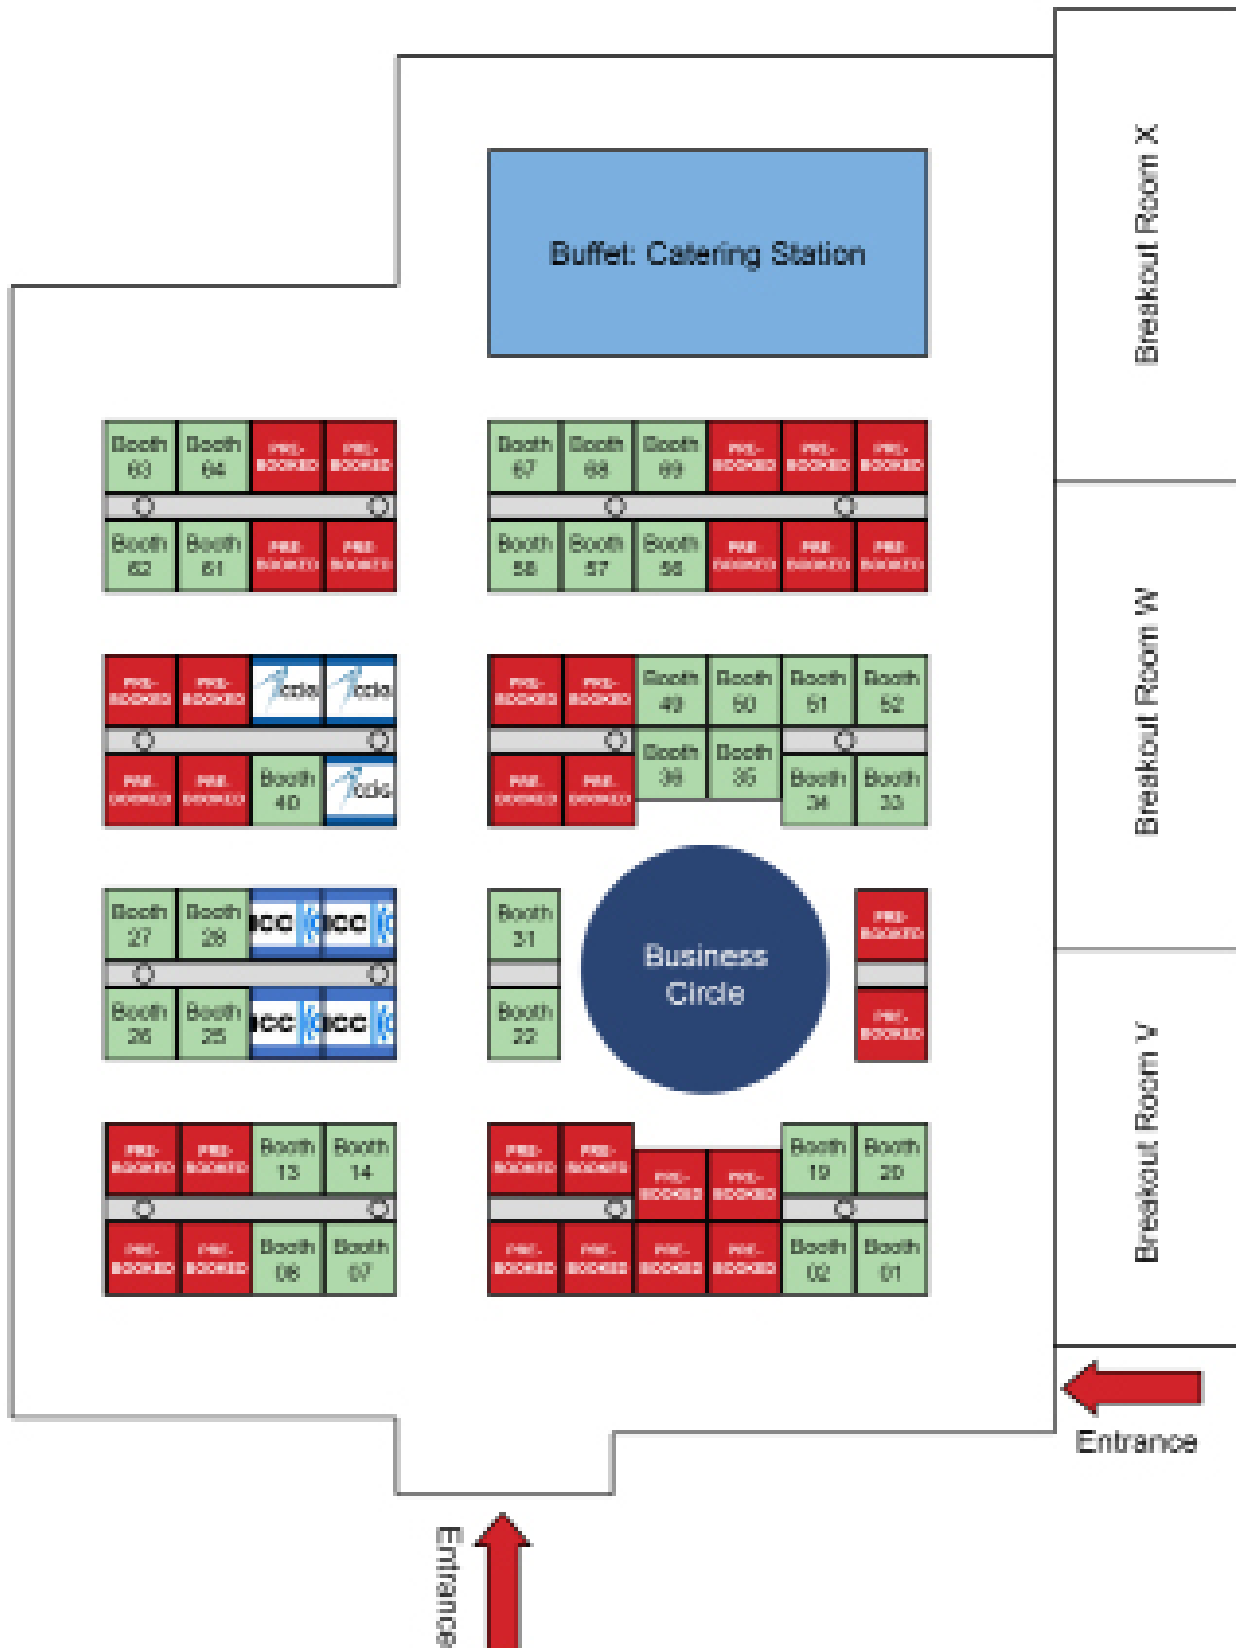 Breakout Room X
Buffet: Catering Station
Booth 63
Booth 64
PRE-BOOKED
PRE-BOOKED
Booth 67
Booth 68
Booth 69
PRE-BOOKED
PRE-BOOKED
PRE-BOOKED
Booth 62
Booth 61
PRE-BOOKED
PRE-BOOKED
Booth 58
Booth 57
Booth 56
PRE-BOOKED
PRE-BOOKED
PRE-BOOKED
Breakout Room W
PRE-BOOKED
PRE-BOOKED
PRE-BOOKED
PRE-BOOKED
Booth 49
Booth 50
Booth 51
Booth 52
PRE-BOOKED
PRE-BOOKED
Booth 40
PRE-BOOKED
PRE-BOOKED
Booth 36
Booth 35
Booth 34
Booth 33
Booth 27
Booth 28
ICC
ICC
Booth 31
Business
Circle
PRE-BOOKED
Booth 26
Booth 25
ICC
ICC
Booth 22
PRE-BOOKED
Breakout Room V
PRE-BOOKED
PRE-BOOKED
Booth 13
Booth 14
PRE-BOOKED
PRE-BOOKED
PRE-BOOKED
PRE-BOOKED
Booth 19
Booth 20
PRE-BOOKED
PRE-BOOKED
Booth
Booth 07
PRE-BOOKED
PRE-BOOKED
PRE-BOOKED
PRE-BOOKED
Booth 02
Booth 01
Entrance
Entrance